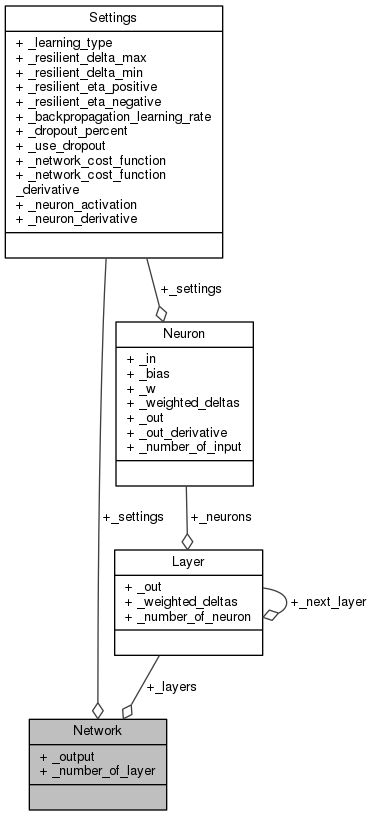 Settings
+ _learning_type
+ _resilient_delta_max
+ _resilient_delta_min
+ _resilient_eta_positive
+ _resilient_eta_negative
+ _backpropagation_learning_rate
+ _dropout_percent
+ _use_dropout
+ _network_cost_function
+ _network_cost_function
_derivative
+ _neuron_activation
+ _neuron_derivative
+_settings
Neuron
+ _in
+ _bias
+ _w
+ _weighted_deltas
+ _out
+ _out_derivative
+ _number_of_input
+_settings
+_neurons
Layer
+ _out
+ _weighted_deltas
+ _number_of_neuron
+_next_layer
+_layers
Network
+ _output
+ _number_of_layer